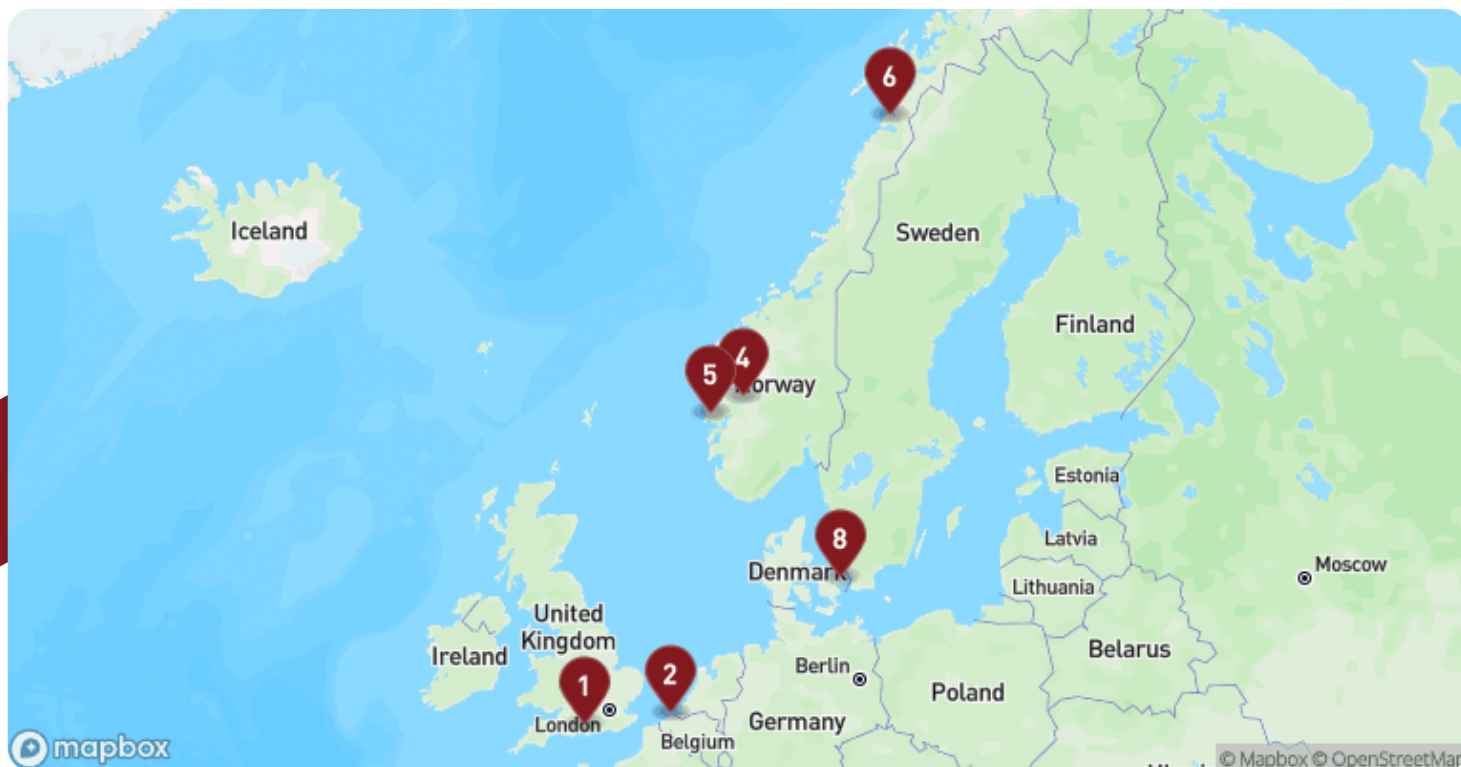 6
Iceland
Sweden
Finland
4
5
Norway
Estonia
8
Latvia
Moscow
Denmark
Lithuania
United
Kingdom
Belarus
Ireland
Berlin
2
1
Poland
London
Germany
Belgium
mapbox
© Mapbox © OpenStreetMap